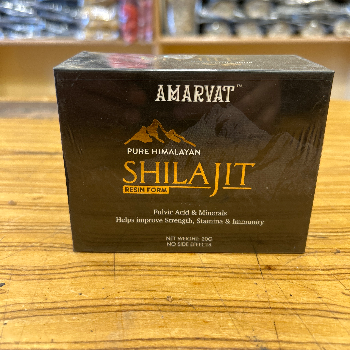 AMARVAT™
PURE HIMALAYAN
SHILAJIT
RESIN FORM
Fulvic Acid & Minerals
Helps improve Strength, Stamina & Immunity
NET WEIGHT: 20G
NO SIDE EFFECTS